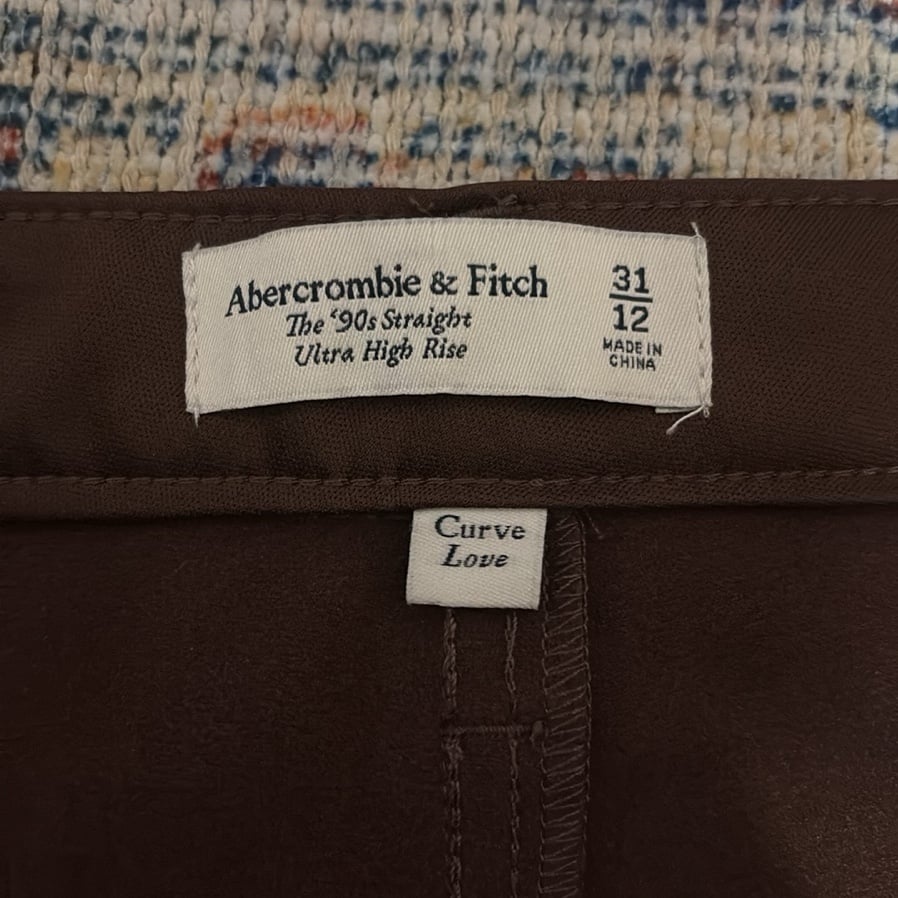 Abercrombie & Fitch
The ‘90s Straight
Ultra High Rise
31
12
MADE IN
CHINA
Curve
Love